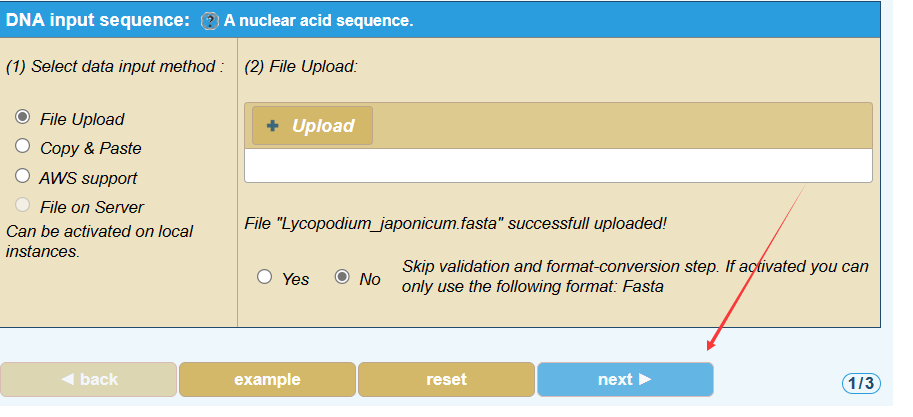 DNA input sequence: ? A nuclear acid sequence.
(1) Select data input method :
File Upload
Copy & Paste
AWS support
File on Server
Can be activated on local
instances.
(2) File Upload:
+ Upload
File "Lycopodium_japonicum.fasta" successfull uploaded!
Yes No
Skip validation and format-conversion step. If activated you can
only use the following format: Fasta
◀ back
example
reset
next ▶
1/3